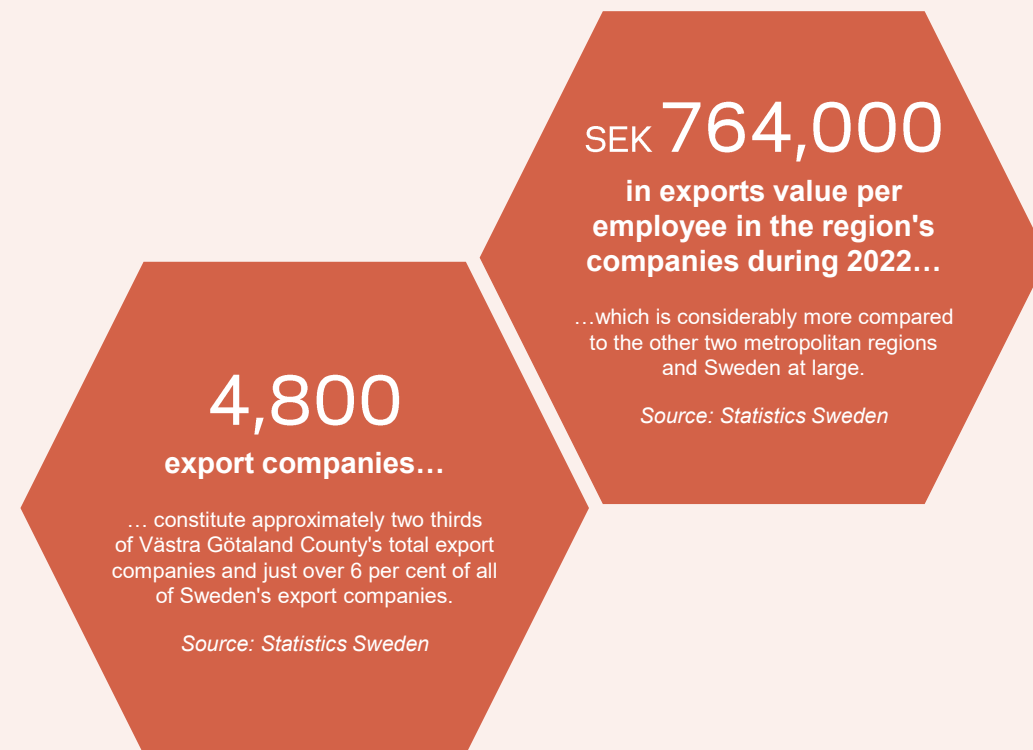 SEK 764,000
in exports value per
employee in the region's
companies during 2022…
…which is considerably more compared
to the other two metropolitan regions
and Sweden at large.
Source: Statistics Sweden
4,800
export companies…
… constitute approximately two thirds
of Västra Götaland County's total export
companies and just over 6 per cent of all
of Sweden's export companies.
Source: Statistics Sweden